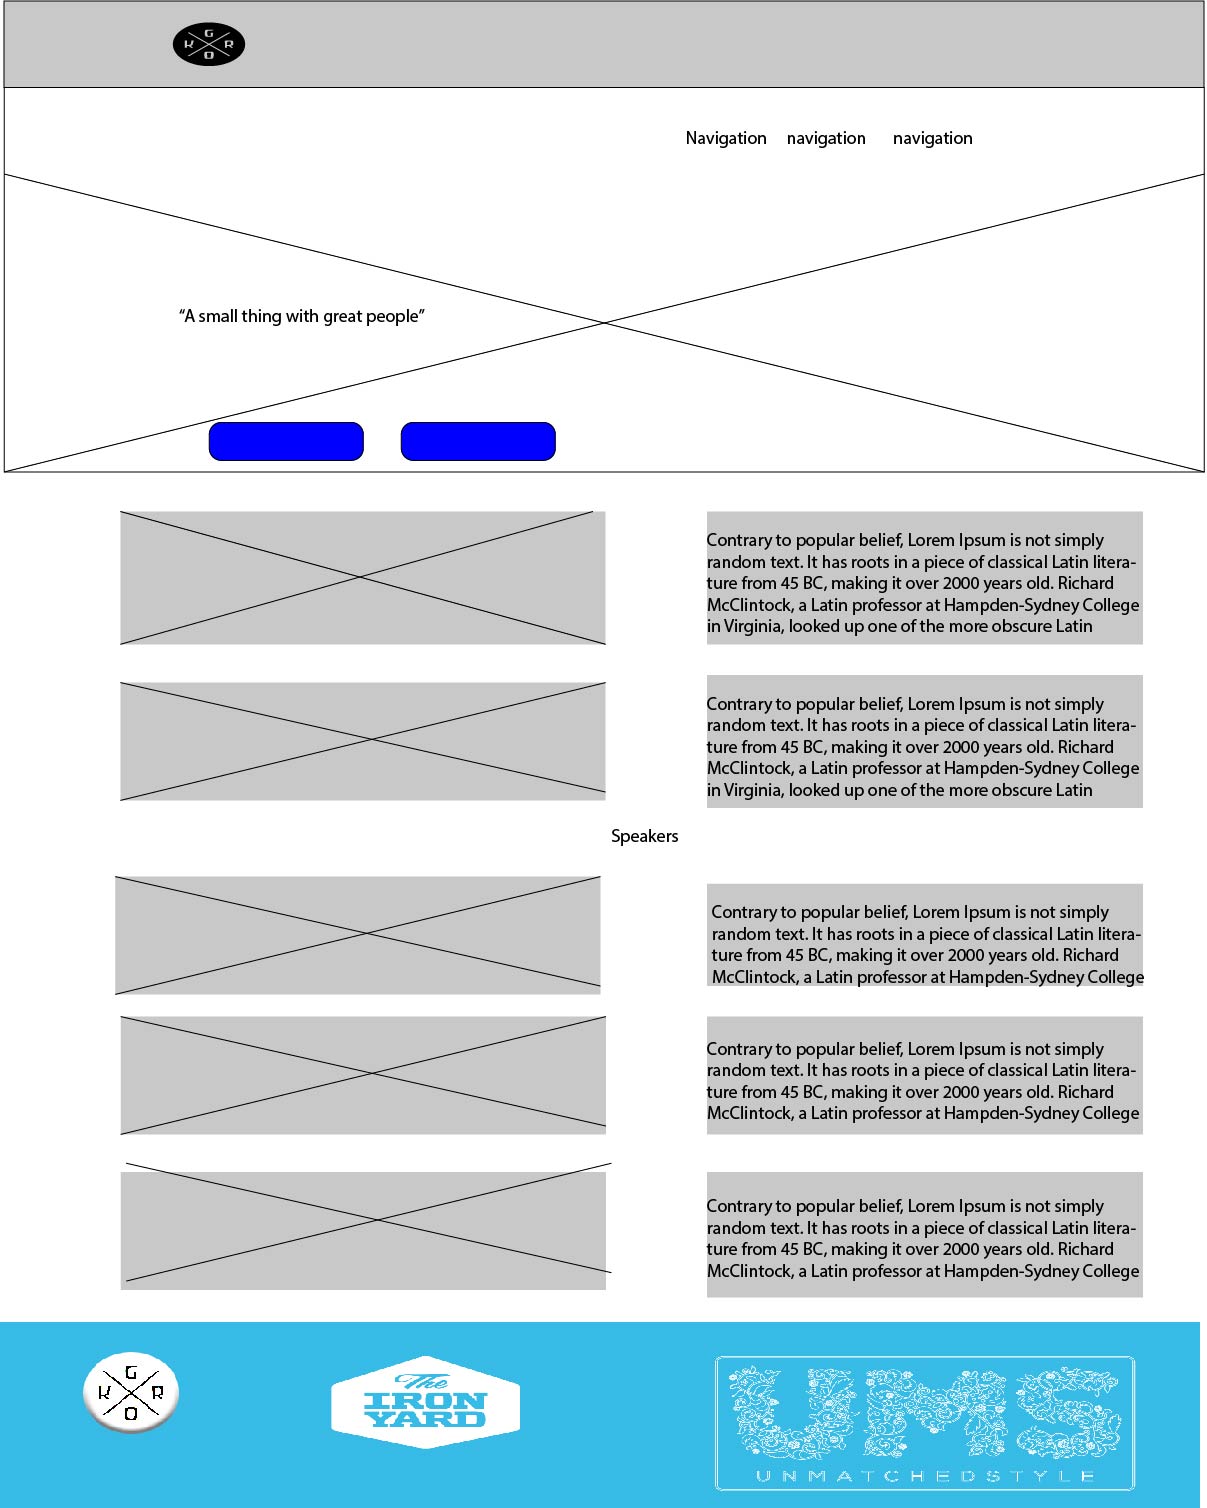 G
K R
O
Navigation navigation navigation
“A small thing with great people”
Contrary to popular belief, Lorem Ipsum is not simply
random text. It has roots in a piece of classical Latin litera-
ture from 45 BC, making it over 2000 years old. Richard
McClintock, a Latin professor at Hampden-Sydney College
in Virginia, looked up one of the more obscure Latin
Contrary to popular belief, Lorem Ipsum is not simply
random text. It has roots in a piece of classical Latin litera-
ture from 45 BC, making it over 2000 years old. Richard
McClintock, a Latin professor at Hampden-Sydney College
in Virginia, looked up one of the more obscure Latin
Speakers
Contrary to popular belief, Lorem Ipsum is not simply
random text. It has roots in a piece of classical Latin litera-
ture from 45 BC, making it over 2000 years old. Richard
McClintock, a Latin professor at Hampden-Sydney College
Contrary to popular belief, Lorem Ipsum is not simply
random text. It has roots in a piece of classical Latin litera-
ture from 45 BC, making it over 2000 years old. Richard
McClintock, a Latin professor at Hampden-Sydney College
Contrary to popular belief, Lorem Ipsum is not simply
random text. It has roots in a piece of classical Latin litera-
ture from 45 BC, making it over 2000 years old. Richard
McClintock, a Latin professor at Hampden-Sydney College
G
K R
O
The
IRON
YARD
UMS
UNMATCHEDSTYLE